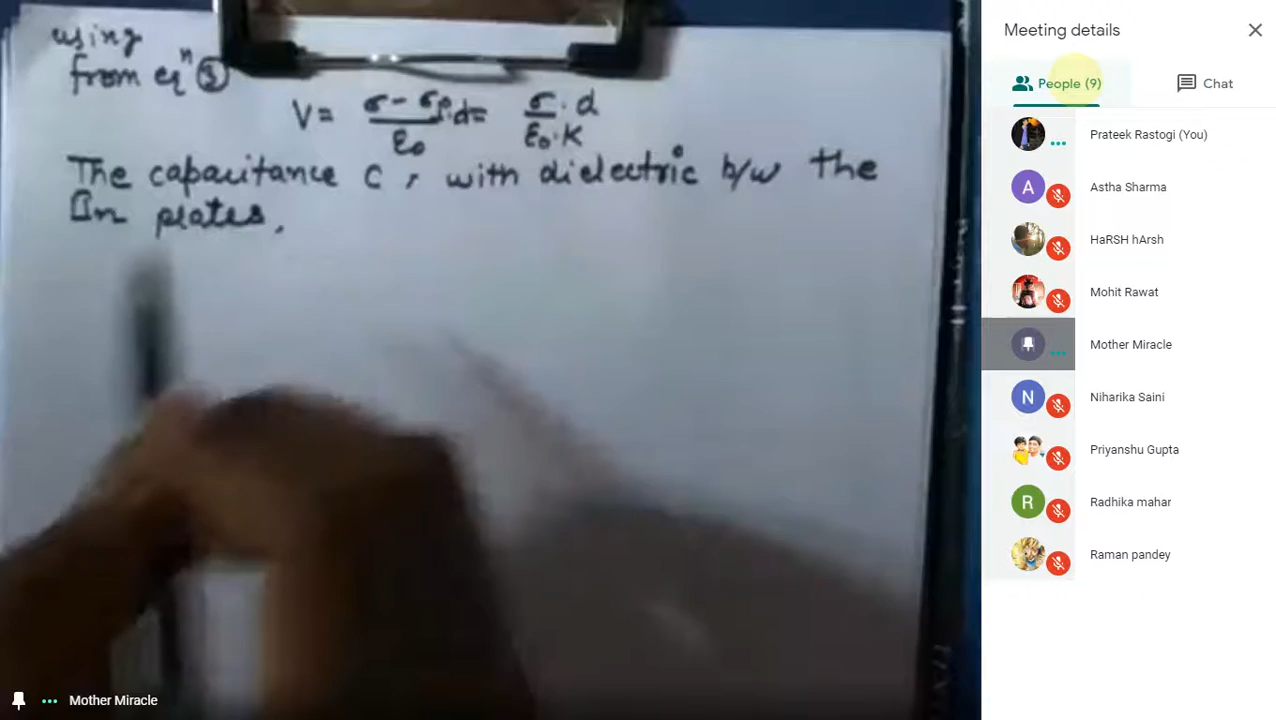 using
from eqⁿ ③
V = σ - σp/ε₀ · d = σ/ε₀·K · d
The capacitance C, with dielectric b/w the
plates.
Mother Miracle
Meeting details
People (9)
Chat
Prateek Rastogi (You)
A
Astha Sharma
HaRSH hArsh
Mohit Rawat
Mother Miracle
N
Niharika Saini
Priyanshu Gupta
R
Radhika mahar
Raman pandey